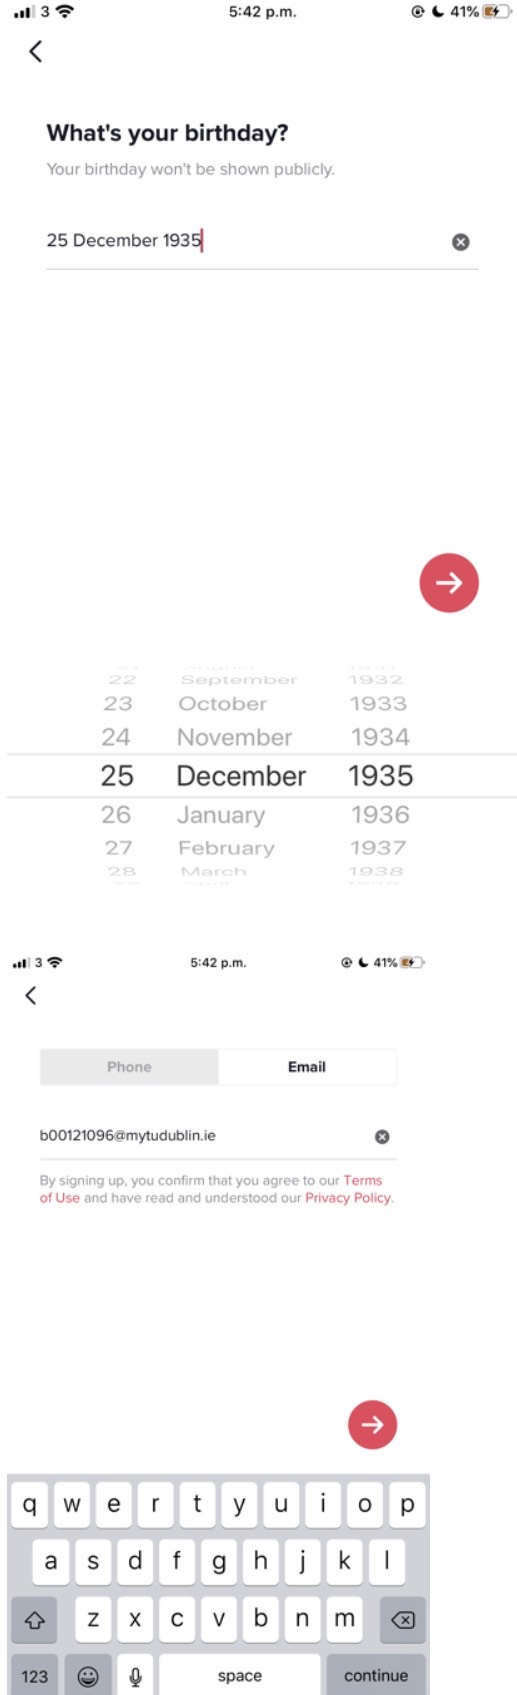 3 5:42 p.m. 41%
What's your birthday?
Your birthday won't be shown publicly.
25 December 1935
22 September 1932
23 October 1933
24 November 1934
25 December 1935
26 January 1936
27 February 1937
28 March 1938
3 5:42 p.m. 41%
Phone Email
b00121096@mytudublin.ie
By signing up, you confirm that you agree to our Terms
of Use and have read and understood our Privacy Policy.
q w e r t y u i o p
a s d f g h j k l
z x c v b n m
123 space continue